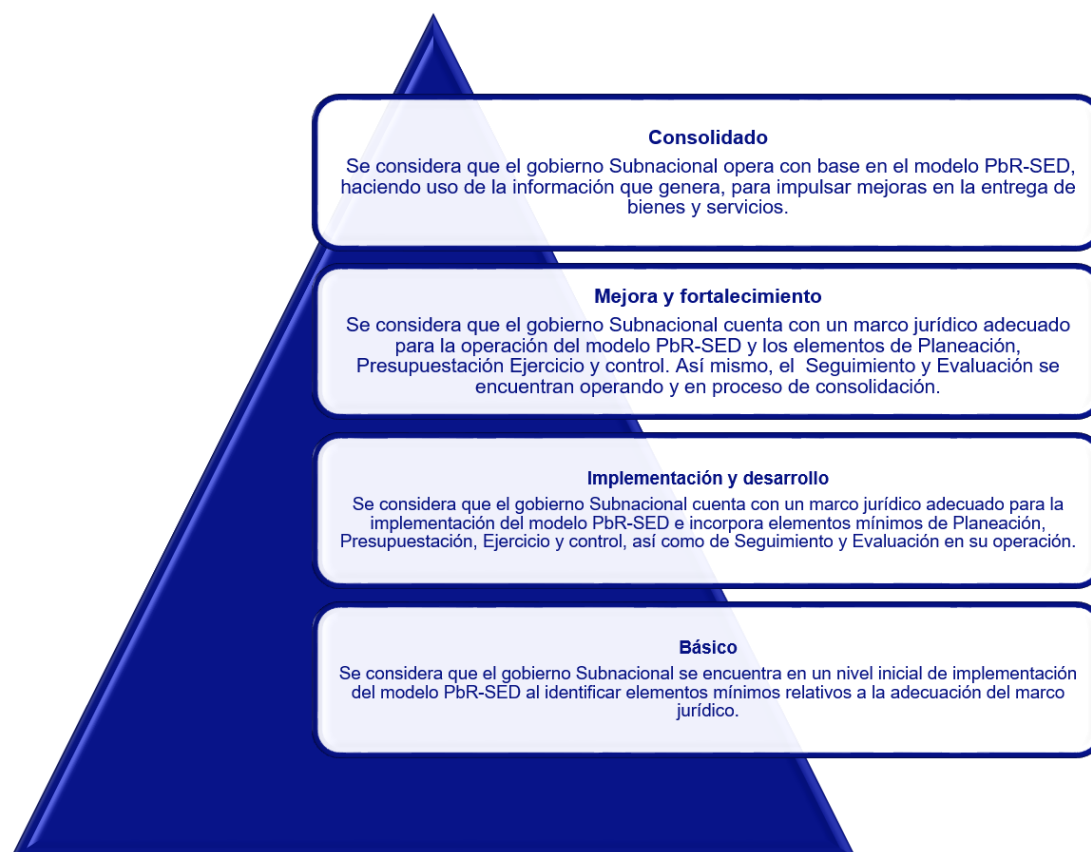 Consolidado
Se considera que el gobierno Subnacional opera con base en el modelo PbR-SED,
haciendo uso de la información que genera, para impulsar mejoras en la entrega de
bienes y servicios.
Mejora y fortalecimiento
Se considera que el gobierno Subnacional cuenta con un marco jurídico adecuado
para la operación del modelo PbR-SED y los elementos de Planeación,
Presupuestación Ejercicio y control. Así mismo, el Seguimiento y Evaluación se
encuentran operando y en proceso de consolidación.
Implementación y desarrollo
Se considera que el gobierno Subnacional cuenta con un marco jurídico adecuado para la
implementación del modelo PbR-SED e incorpora elementos mínimos de Planeación,
Presupuestación, Ejercicio y control, así como de Seguimiento y Evaluación en su operación.
Básico
Se considera que el gobierno Subnacional se encuentra en un nivel inicial de implementación
del modelo PbR-SED al identificar elementos mínimos relativos a la adecuación del marco
jurídico.